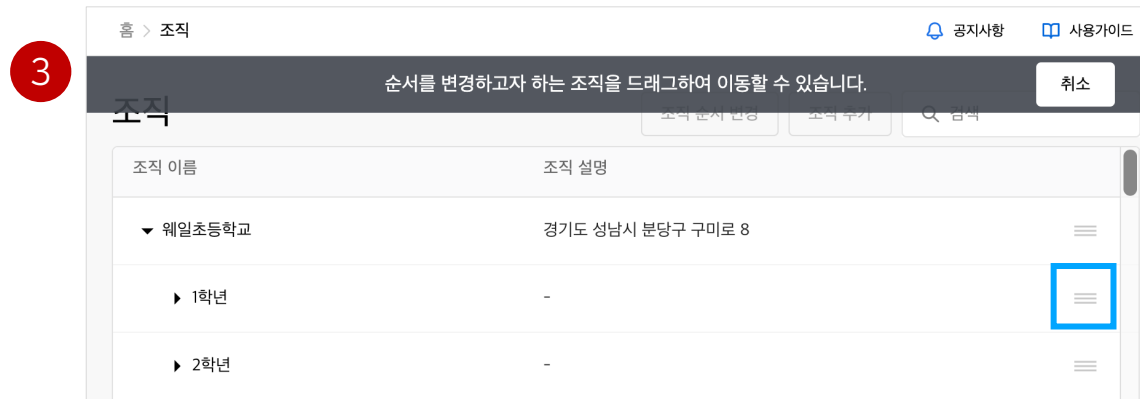 홈 > 조직
공지사항
사용가이드
3
순서를 변경하고자 하는 조직을 드래그하여 이동할 수 있습니다.
취소
조직
조직 순서 변경
조직 추가
검색
조직 이름
조직 설명
웨일초등학교
경기도 성남시 분당구 구미로 8
1학년
-
2학년
-